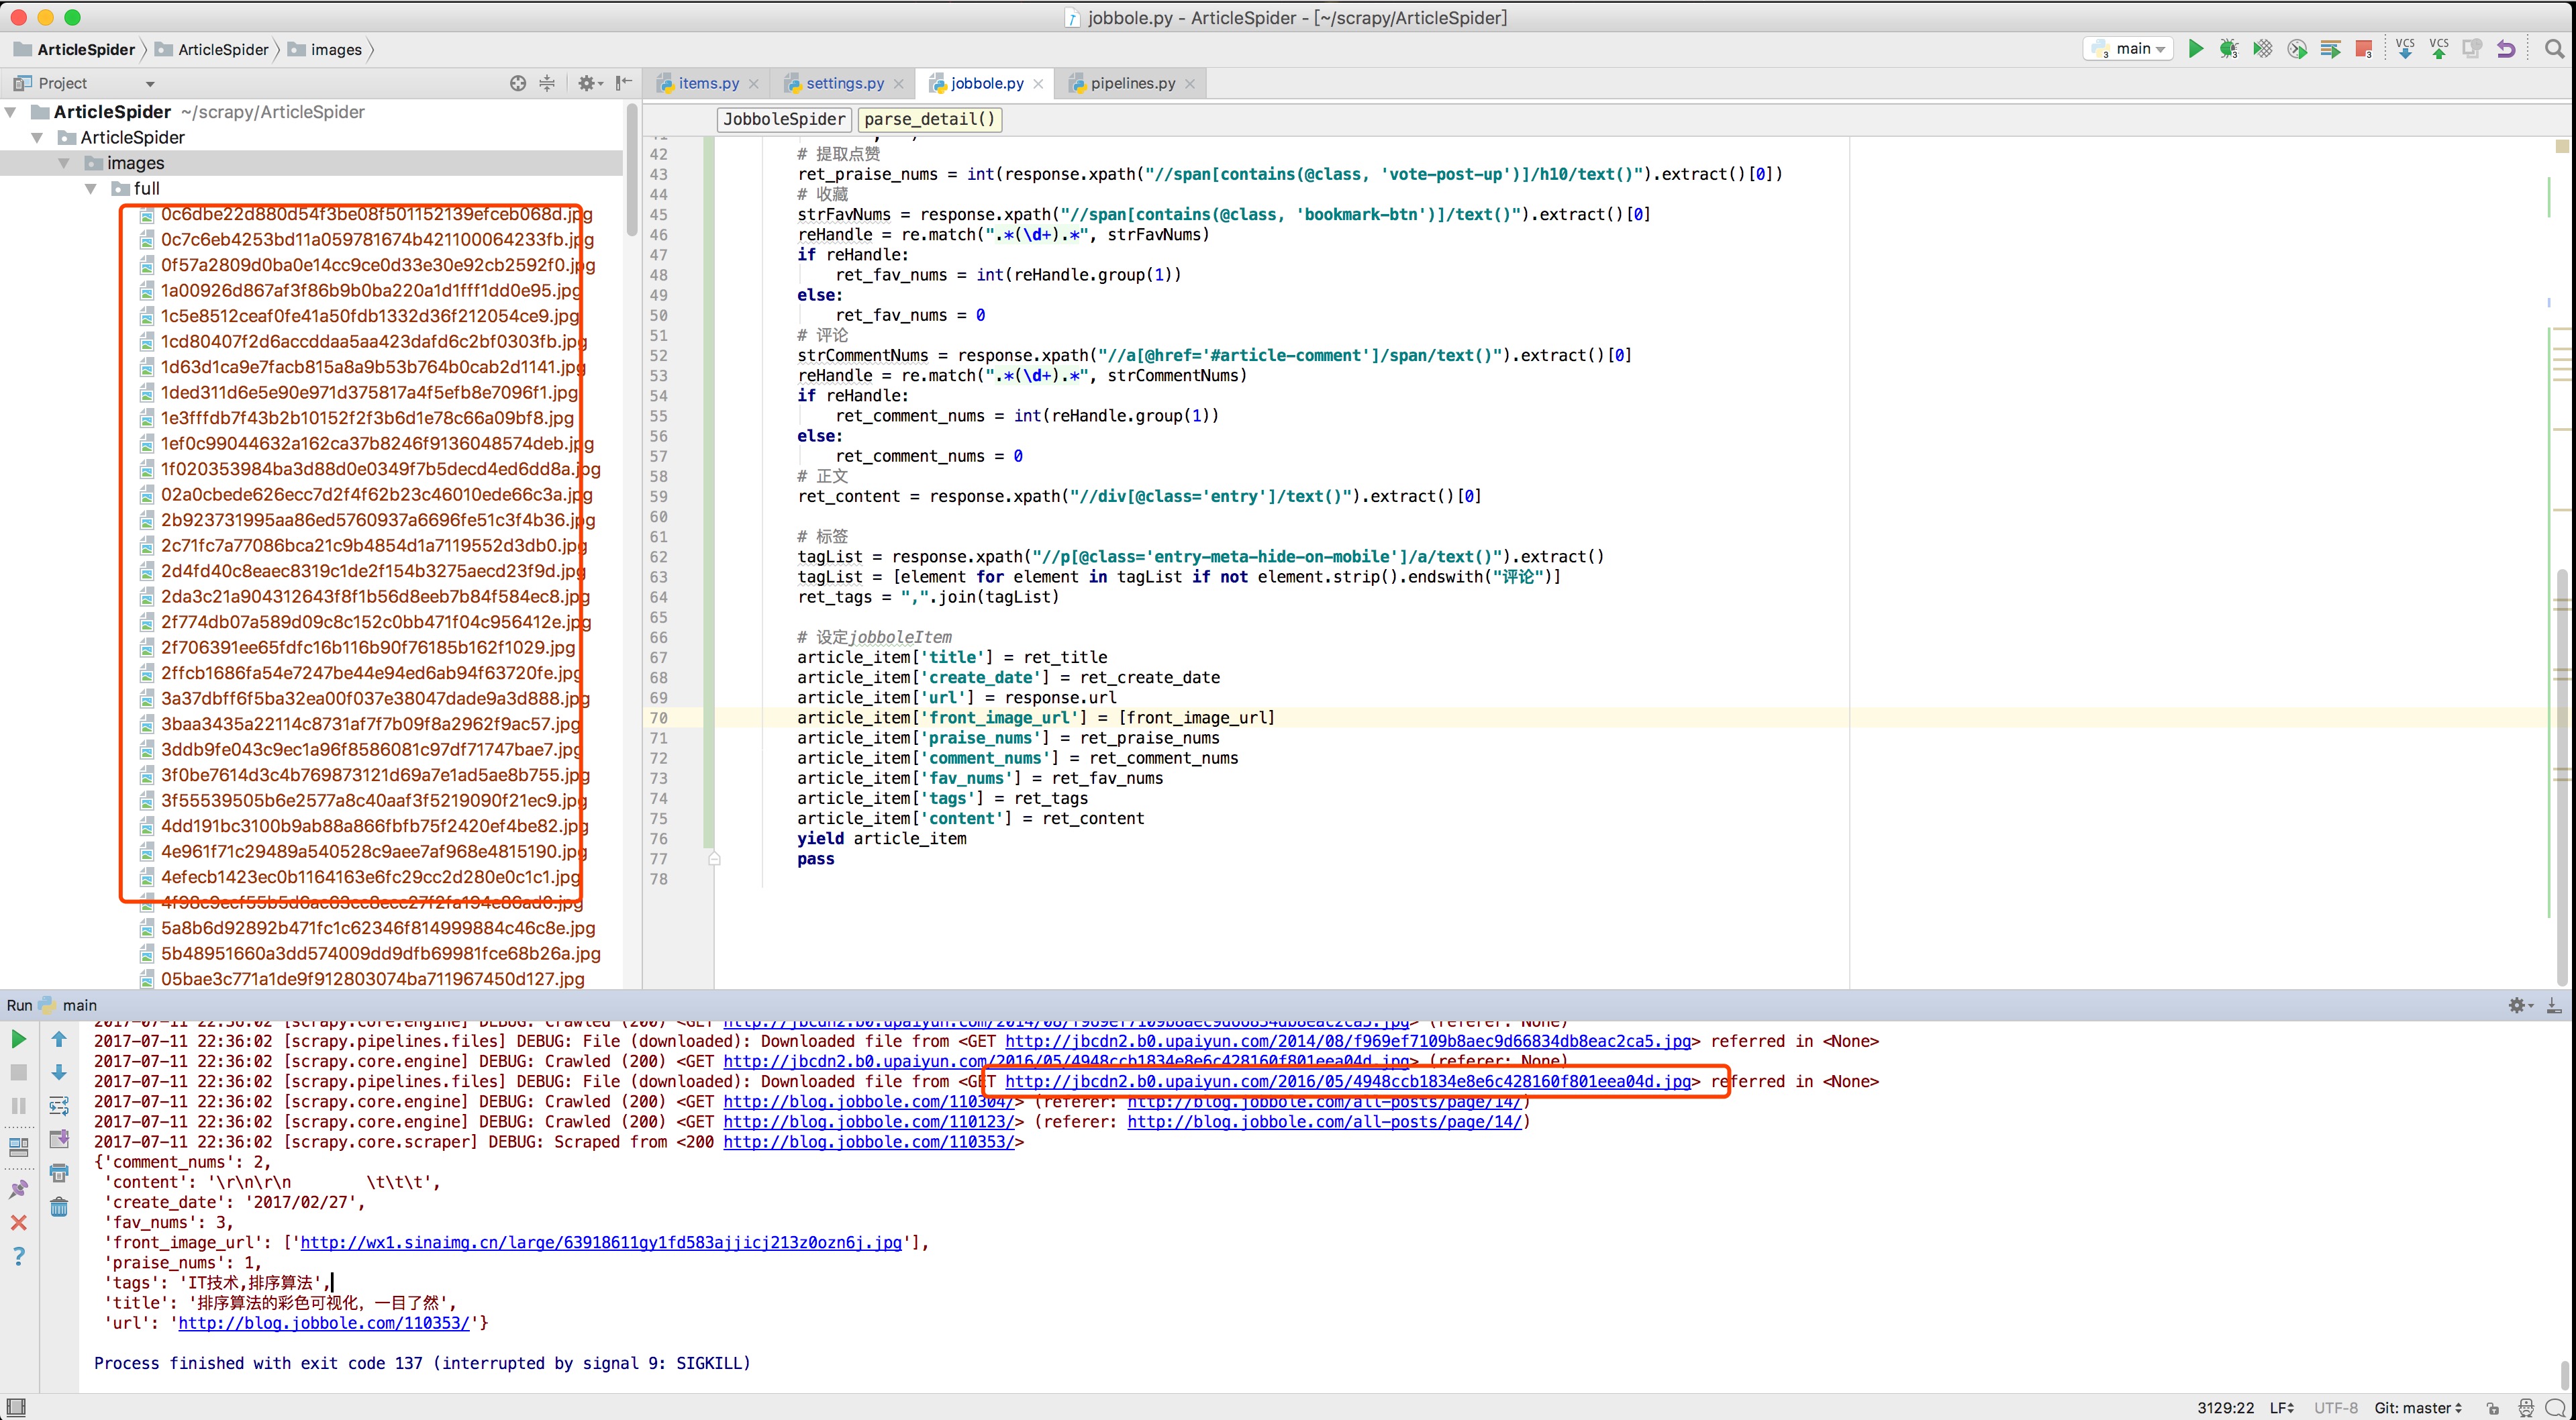 jobbole.py - ArticleSpider - [~/scrapy/ArticleSpider]
ArticleSpider ArticleSpider images
main
VCS VCS
Project
ArticleSpider ~/scrapy/ArticleSpider
ArticleSpider
images
full
0c6dbe22d880d54f3be08f501152139efceb068d.jpg
0c7c6eb4253bd11a059781674b421100064233fb.jpg
0f57a2809d0ba0e14cc9ce0d33e30e92cb2592f0.jpg
1a00926d867af3f86b9b0ba220a1d1fff1dd0e95.jpg
1c5e8512ceaf0fe41a50fdb1332d36f212054ce9.jpg
1cd80407f2d6accddaa5aa423dafd6c2bf0303fb.jpg
1d63d1ca9e7facb815a8a9b53b764b0cab2d1141.jpg
1ded311d6e5e90e971d375817a4f5efb8e7096f1.jpg
1e3fffdb7f43b2b10152f2f3b6d1e78c66a09bf8.jpg
1ef0c99044632a162ca37b8246f9136048574deb.jpg
1f020353984ba3d88d0e0349f7b5decd4ed6dd8a.jpg
02a0cbede626ecc7d2f4f62b23c46010ede66c3a.jpg
2b923731995aa86ed5760937a6696fe51c3f4b36.jpg
2c71fc7a77086bca21c9b4854d1a7119552d3db0.jpg
2d4fd40c8eaec8319c1de2f154b3275aecd23f9d.jpg
2da3c21a904312643f8f1b56d8eeb7b84f584ec8.jpg
2f774db07a589d09c8c152c0bb471f04c956412e.jpg
2f706391ee65fdfc16b116b90f76185b162f1029.jpg
2ffcb1686fa54e7247be44e94ed6ab94f63720fe.jpg
3a37dbff6f5ba32ea00f037e38047dade9a3d888.jpg
3baa3435a22114c8731af7f7b09f8a2962f9ac57.jpg
3ddb9fe043c9ec1a96f8586081c97df71747bae7.jpg
3f0be7614d3c4b769873121d69a7e1ad5ae8b755.jpg
3f55539505b6e2577a8c40aaf3f5219090f21ec9.jpg
4dd191bc3100b9ab88a866fbfb75f2420ef4be82.jpg
4e961f71c29489a540528c9aee7af968e4815190.jpg
4efecb1423ec0b1164163e6fc29cc2d280e0c1c1.jpg
5a8b6d92892b471fc1c62346f814999884c46c8e.jpg
5b48951660a3dd574009dd9dfb69981fce68b26a.jpg
05bae3c771a1de9f912803074ba711967450d127.jpg
items.py settings.py jobbole.py pipelines.py
JobboleSpider parse_detail()
42 # 提取点赞
43 ret_praise_nums = int(response.xpath("//span[contains(@class, 'vote-post-up')]/h10/text()").extract()[0])
44 # 收藏
45 strFavNums = response.xpath("//span[contains(@class, 'bookmark-btn')]/text()").extract()[0]
46 reHandle = re.match(".*(\d+).*", strFavNums)
47 if reHandle:
48 ret_fav_nums = int(reHandle.group(1))
49 else:
50 ret_fav_nums = 0
51 # 评论
52 strCommentNums = response.xpath("//a[@href='#article-comment']/span/text()").extract()[0]
53 reHandle = re.match(".*(\d+).*", strCommentNums)
54 if reHandle:
55 ret_comment_nums = int(reHandle.group(1))
56 else:
57 ret_comment_nums = 0
58 # 正文
59 ret_content = response.xpath("//div[@class='entry']/text()").extract()[0]
60
61 # 标签
62 tagList = response.xpath("//p[@class='entry-meta-hide-on-mobile']/a/text()").extract()
63 tagList = [element for element in tagList if not element.strip().endswith("评论")]
64 ret_tags = ",".join(tagList)
65
66 # 设定jobboleItem
67 article_item['title'] = ret_title
68 article_item['create_date'] = ret_create_date
69 article_item['url'] = response.url
70 article_item['front_image_url'] = [front_image_url]
71 article_item['praise_nums'] = ret_praise_nums
72 article_item['comment_nums'] = ret_comment_nums
73 article_item['fav_nums'] = ret_fav_nums
74 article_item['tags'] = ret_tags
75 article_item['content'] = ret_content
76 yield article_item
77 pass
78
Run main
2017-07-11 22:36:02 [scrapy.core.engine] DEBUG: Crawled (200) <GET http://jbcdn2.b0.upaiyun.com/2014/08/f969ef7109b8aec9d66834db8eac2ca5.jpg> (referer: None)
2017-07-11 22:36:02 [scrapy.pipelines.files] DEBUG: File (downloaded): Downloaded file from <GET http://jbcdn2.b0.upaiyun.com/2014/08/f969ef7109b8aec9d66834db8eac2ca5.jpg> referred in <None>
2017-07-11 22:36:02 [scrapy.core.engine] DEBUG: Crawled (200) <GET http://jbcdn2.b0.upaiyun.com/2016/05/4948ccb1834e8e6c428160f801eea04d.jpg> (referer: None)
2017-07-11 22:36:02 [scrapy.pipelines.files] DEBUG: File (downloaded): Downloaded file from <GET http://jbcdn2.b0.upaiyun.com/2016/05/4948ccb1834e8e6c428160f801eea04d.jpg> referred in <None>
2017-07-11 22:36:02 [scrapy.core.engine] DEBUG: Crawled (200) <GET http://blog.jobbole.com/110304/> (referer: http://blog.jobbole.com/all-posts/page/14/)
2017-07-11 22:36:02 [scrapy.core.engine] DEBUG: Crawled (200) <GET http://blog.jobbole.com/110123/> (referer: http://blog.jobbole.com/all-posts/page/14/)
2017-07-11 22:36:02 [scrapy.core.scraper] DEBUG: Scraped from <200 http://blog.jobbole.com/110353/>
{'comment_nums': 2,
'content': '\r\n\r\n \t\t\t',
'create_date': '2017/02/27',
'fav_nums': 3,
'front_image_url': ['http://wx1.sinaimg.cn/large/63918611gy1fd583ajjicj213z0ozn6j.jpg'],
'praise_nums': 1,
'tags': 'IT技术,排序算法',
'title': '排序算法的彩色可视化，一目了然',
'url': 'http://blog.jobbole.com/110353/'}
Process finished with exit code 137 (interrupted by signal 9: SIGKILL)
3129:22 LF UTF-8 Git: master